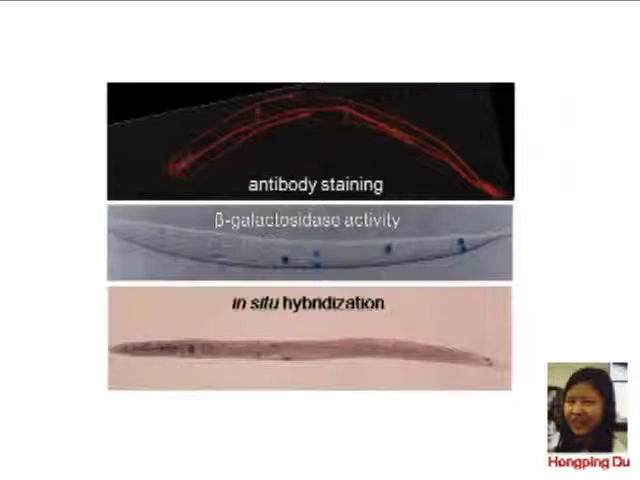 antibody staining
β-galactosidase activity
in situ hybridization
Hongping Du